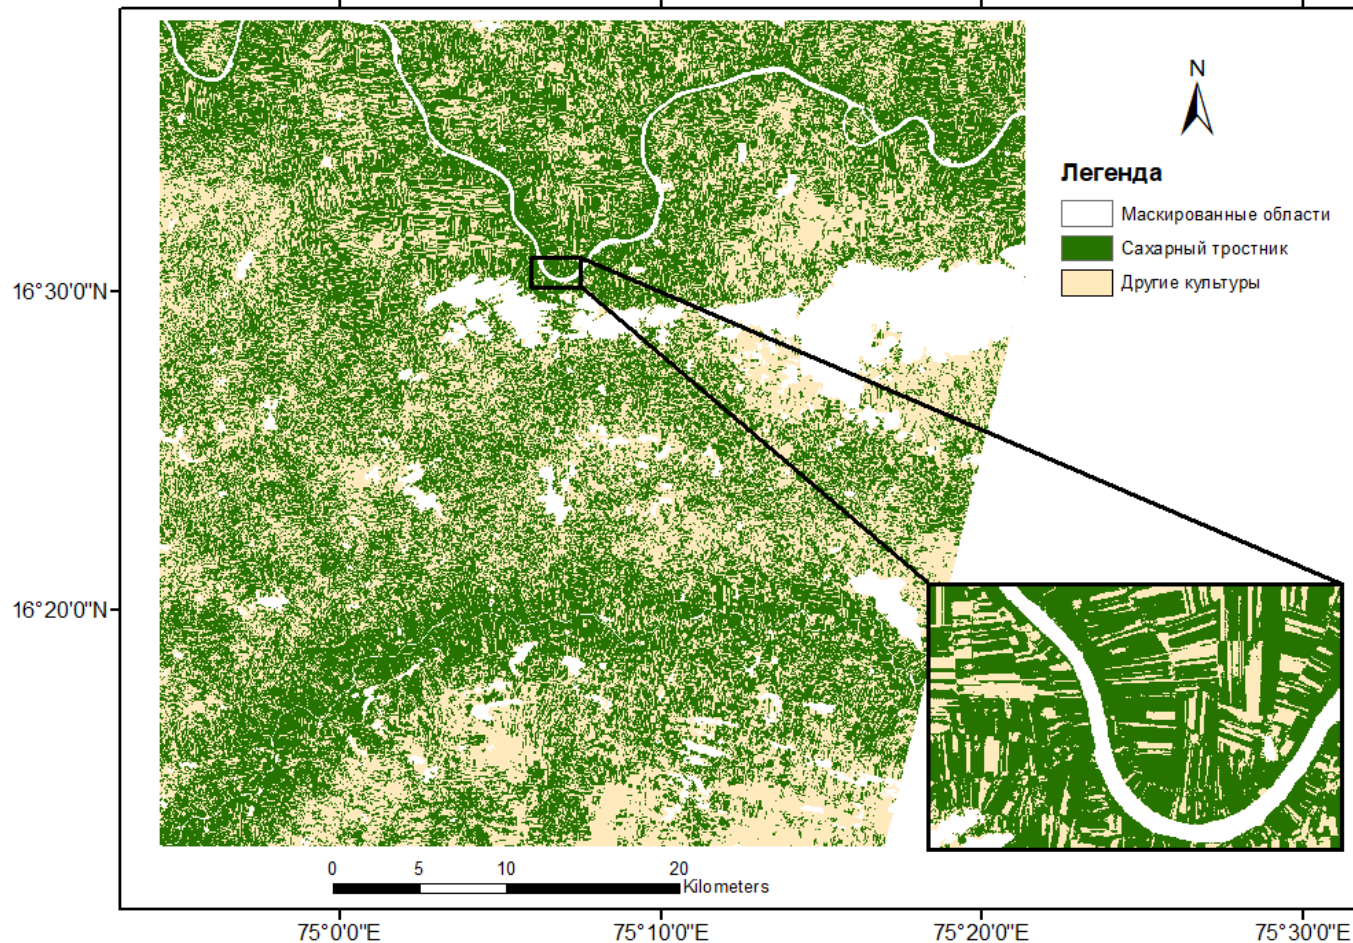 N
Легенда
Маскированные области
Сахарный тростник
Другие культуры
16°30'0"N
16°20'0"N
0 5 10 20
Kilometers
75°0'0"E 75°10'0"E 75°20'0"E 75°30'0"E